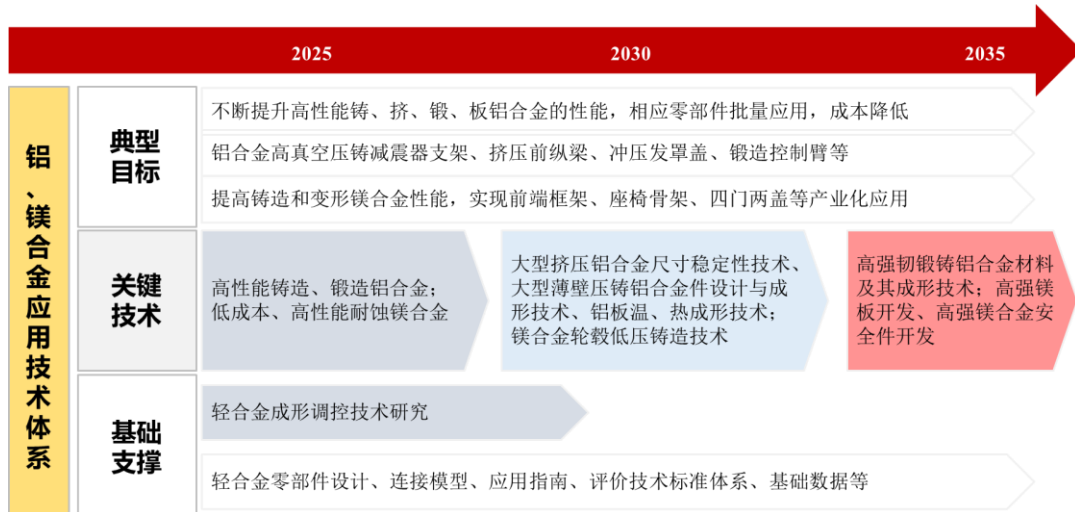 2025 2030 2035
铝、镁合金应用技术体系
典型
目标
不断提升高性能铸、挤、锻、板铝合金的性能，相应零部件批量应用，成本降低
铝合金高真空压铸减震器支架、挤压前纵梁、冲压发罩盖、锻造控制臂等
提高铸造和变形镁合金性能，实现前端框架、座椅骨架、四门两盖等产业化应用
关键
技术
高性能铸造、锻造铝合金；
低成本、高性能耐蚀镁合金
大型挤压铝合金尺寸稳定性技术、
大型薄壁压铸铝合金件设计与成
形技术、铝板温、热成形技术；
镁合金轮毂低压铸造技术
高强韧锻铸铝合金材料
及其成形技术；高强镁
板开发、高强镁合金安
全件开发
基础
支撑
轻合金成形调控技术研究
轻合金零部件设计、连接模型、应用指南、评价技术标准体系、基础数据等